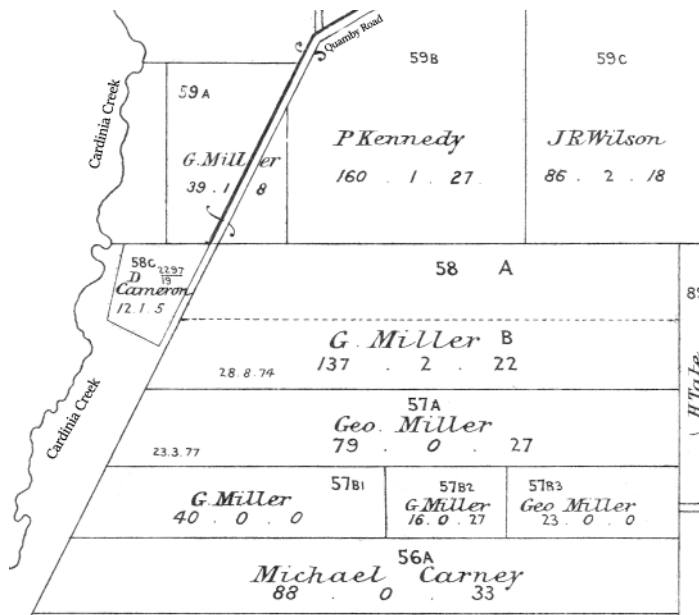 Quamby Road
Cardinia Creek
59A
59B
59C
G. Miller
39 . 1 . 8
P Kennedy
160 . 1 . 27
J R Wilson
86 . 2 . 18
58C 2297
19
D
Cameron
12.1.5
58 A
G. Miller B
137 . 2 . 22
28.8.74
H Tate
57A
Geo. Miller
79 . 0 . 27
23.3.77
Cardinia Creek
57B1
G. Miller
40 . 0 . 0
57B2
G Miller
16.0.27
57B3
Geo Miller
23.0.0
56A
Michael Carney
88 . 0 . 33